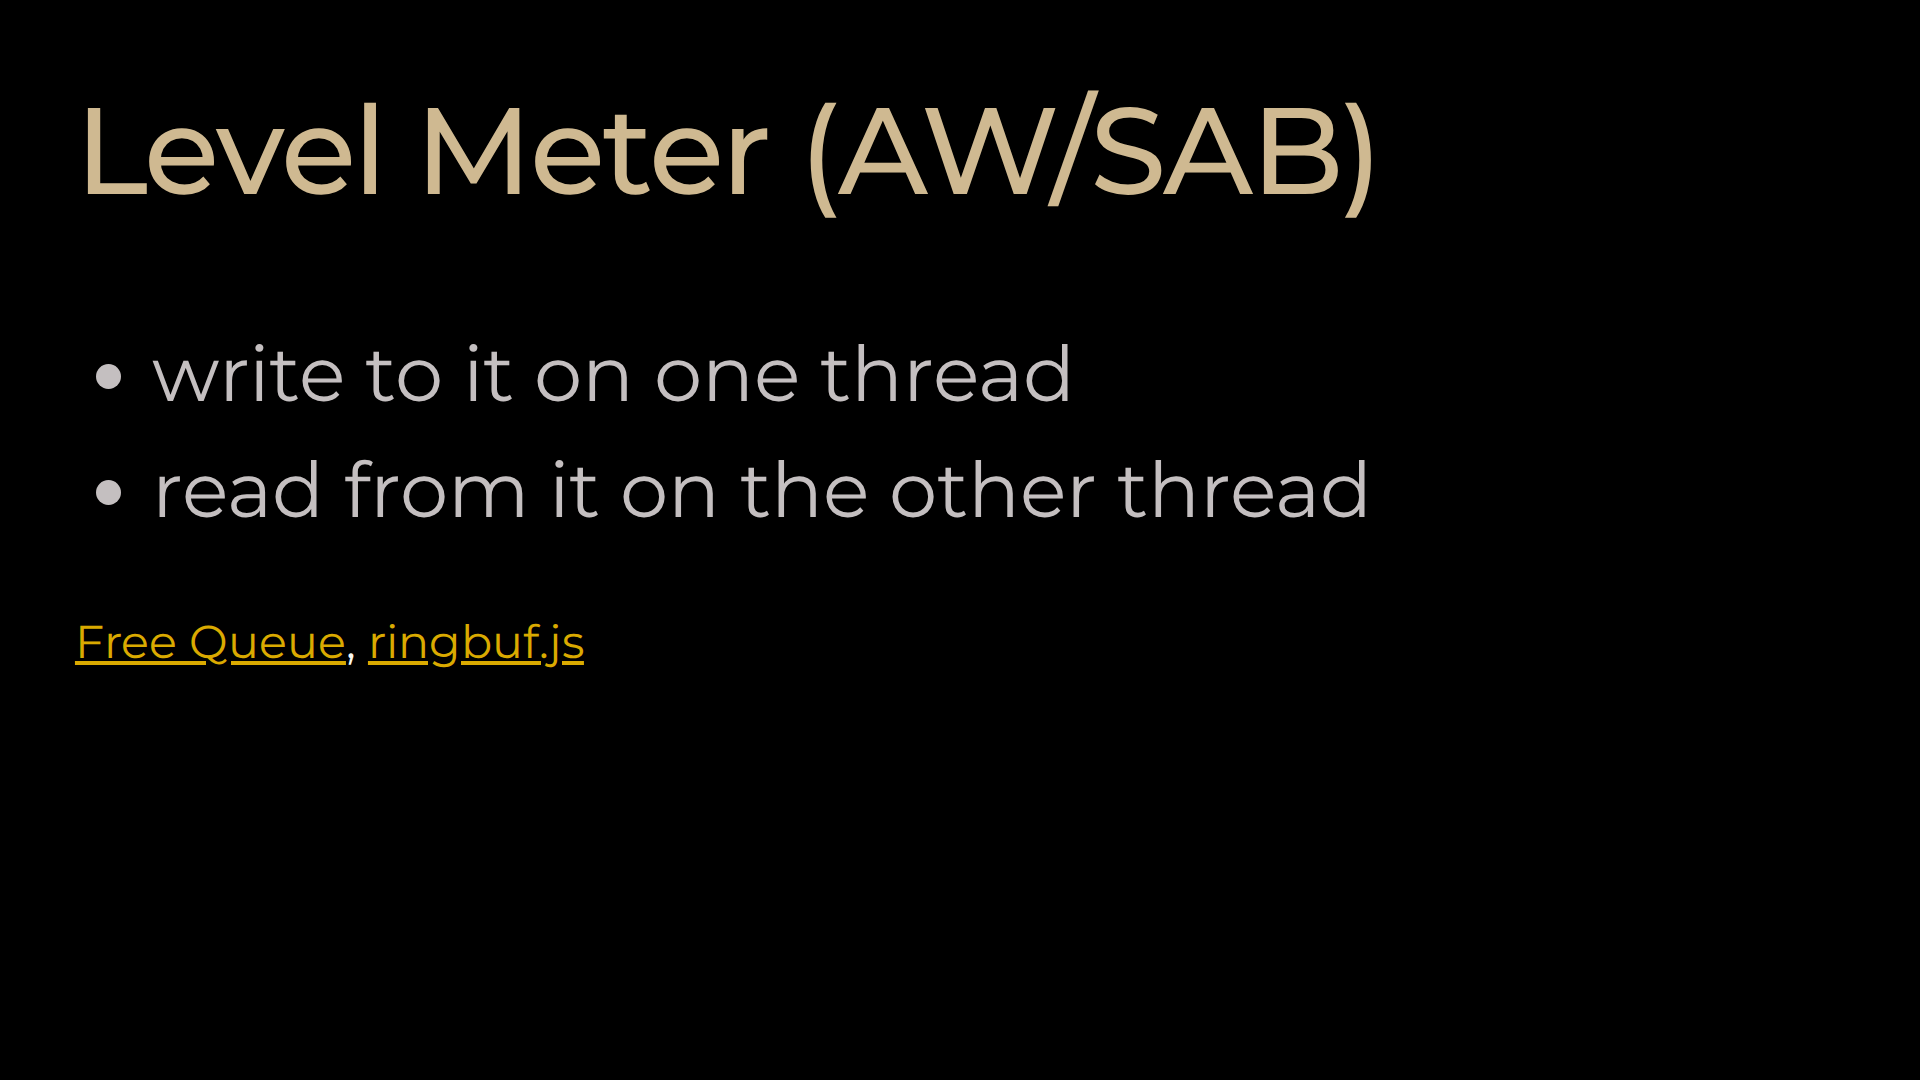 Level Meter (AW/SAB)
• write to it on one thread
• read from it on the other thread
Free Queue, ringbuf.js